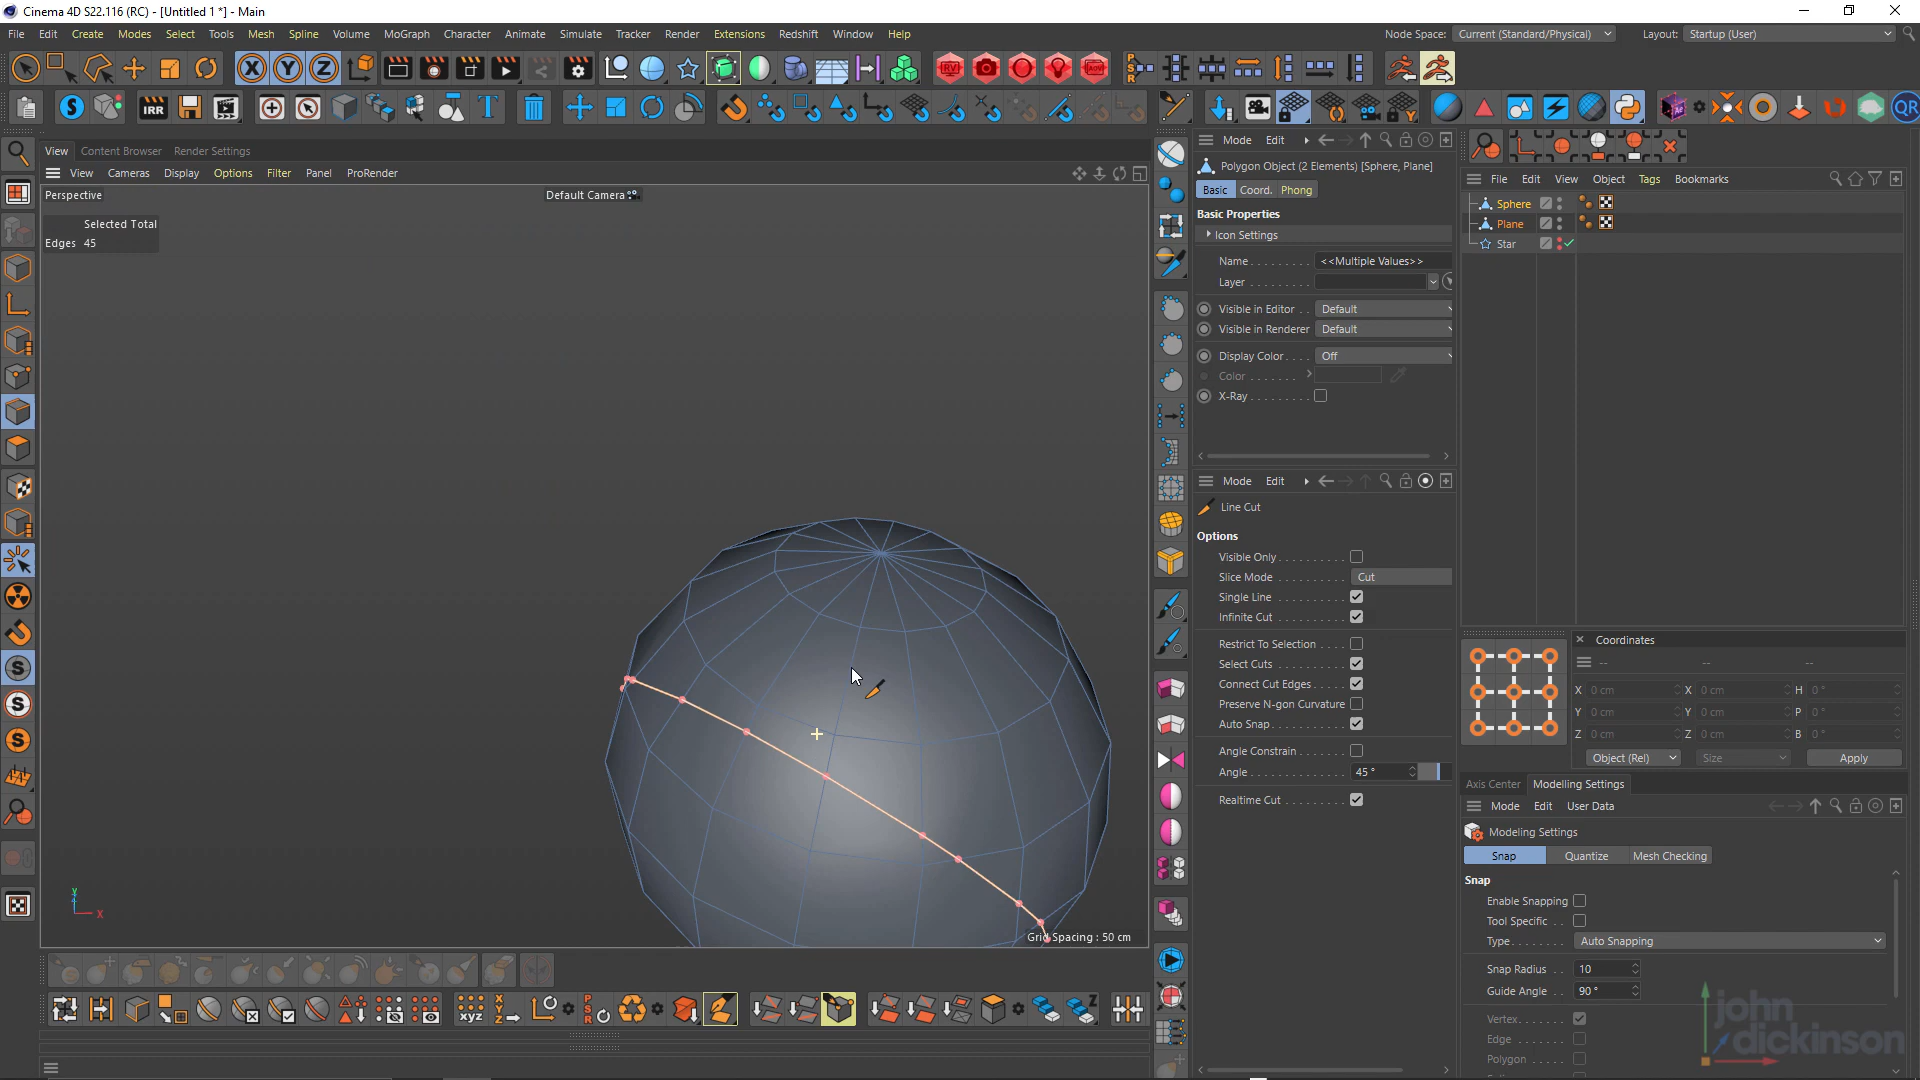 Cinema 4D S22.116 (RC) - [Untitled 1 *] - Main
File Edit Create Modes Select Tools Mesh Spline Volume MoGraph Character Animate Simulate Tracker Render Extensions Redshift Window Help
Node Space: Current (Standard/Physical) Layout: Startup (User)
X Y Z
RV
AOV
PSR
S IRR T
QR
View Content Browser Render Settings
View Cameras Display Options Filter Panel ProRender
Perspective
Default Camera
Selected Total
Edges 45
Grid Spacing : 50 cm
Y
X
S
S
S
Mode Edit
Polygon Object (2 Elements) [Sphere, Plane]
Basic Coord. Phong
Basic Properties
Icon Settings
Name . . . . . . . . . <<Multiple Values>>
Layer . . . . . . . . . .
Visible in Editor . . Default
Visible in Renderer Default
Display Color . . . . Off
Color . . . . . . . .
X-Ray . . . . . . . . .
Mode Edit
Line Cut
Options
Visible Only . . . . . . . . . . .
Slice Mode . . . . . . . . . . . Cut
Single Line . . . . . . . . . . . .
Infinite Cut . . . . . . . . . . . .
Restrict To Selection . . . .
Select Cuts . . . . . . . . . . .
Connect Cut Edges . . . . .
Preserve N-gon Curvature
Auto Snap . . . . . . . . . . . .
Angle Constrain . . . . . . .
Angle . . . . . . . . . . . . . . . 45 °
Realtime Cut . . . . . . . . . .
File Edit View Object Tags Bookmarks
Sphere
Plane
Star
Coordinates
-- -- --
X 0 cm X 0 cm H 0 °
Y 0 cm Y 0 cm P 0 °
Z 0 cm Z 0 cm B 0 °
Object (Rel) Size Apply
Axis Center Modelling Settings
Mode Edit User Data
Modeling Settings
Snap Quantize Mesh Checking
Snap
Enable Snapping
Tool Specific . .
Type . . . . . . . Auto Snapping
Snap Radius . . 10
Guide Angle . . 90 °
Vertex . . . . . .
Edge . . . . . . .
Polygon . . . .
xyz
XYZ
PSR
Z
john
dickinson